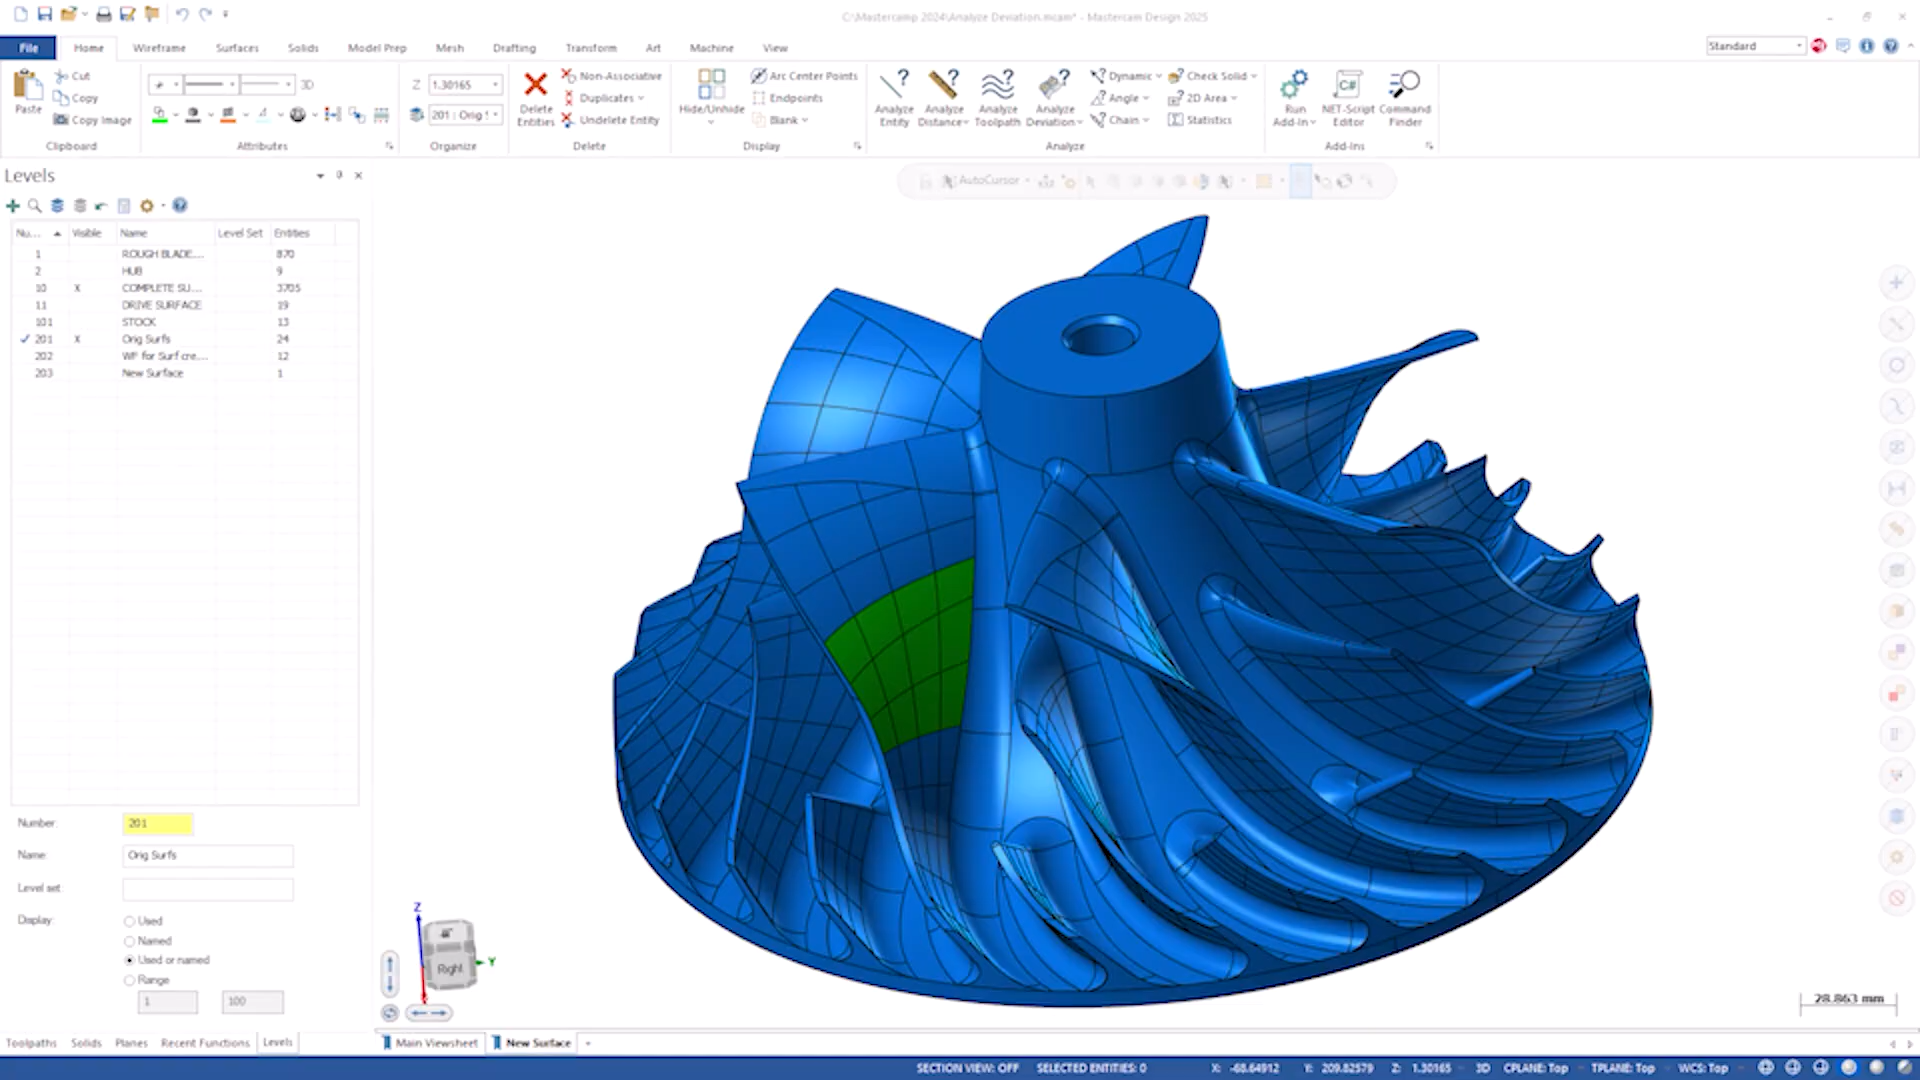 C:\Mastercamp 2024\Analyze Deviation.mcam* - Mastercam Design 2025
File Home Wireframe Surfaces Solids Model Prep Mesh Drafting Transform Art Machine View
Standard
Paste
Cut
Copy
Copy Image
Clipboard
3D
Attributes
Z 1.30165
201 : Orig S
Organize
Delete Entities
Non-Associative
Duplicates
Undelete Entity
Delete
Hide/Unhide
Arc Center Points
Endpoints
Blank
Display
Analyze Entity
Analyze Distance
Analyze Toolpath
Analyze Deviation
Dynamic
Angle
Chain
Check Solid
2D Area
Statistics
Analyze
Run Add-In
.NET-Script Editor
Command Finder
Add-Ins
Levels
AutoCursor
Nu... Visible Name Level Set Entities
1 ROUGH BLADE... 870
2 HUB 9
10 X COMPLETE SU... 3705
11 DRIVE SURFACE 19
101 STOCK 13
201 X Orig Surfs 24
202 WF for Surf cre... 12
203 New Surface 1
Number: 201
Name: Orig Surfs
Level set:
Display: Used
Named
Used or named
Range
1 100
Z
Y
Right
28.863 mm
Toolpaths Solids Planes Recent Functions Levels
Main Viewsheet New Surface +
SECTION VIEW: OFF SELECTED ENTITIES: 0 X: -68.64912 Y: 209.82579 Z: 1.30165 3D CPLANE: Top TPLANE: Top WCS: Top